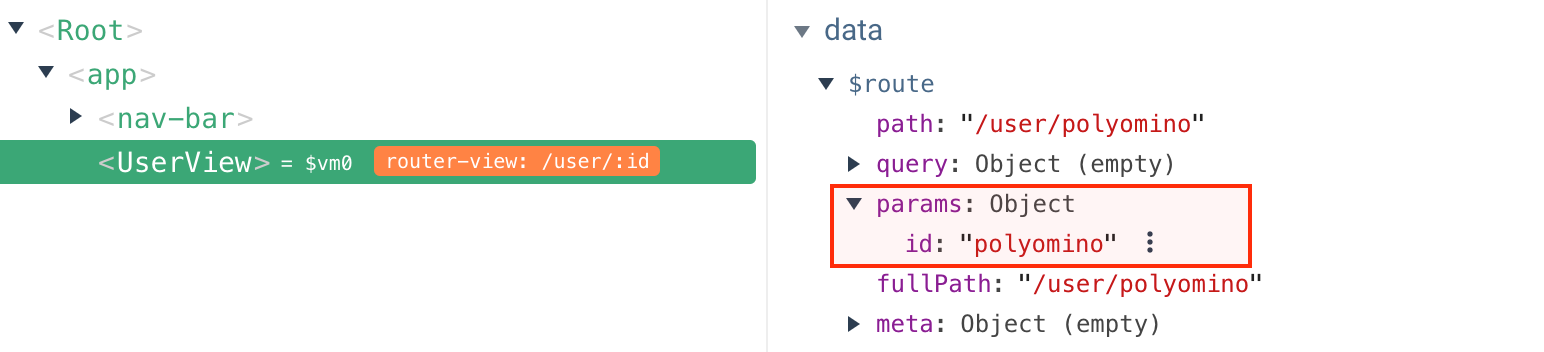 <Root>
<app>
<nav-bar>
<UserView> = $vm0 router-view: /user/:id
data
$route
path: "/user/polyomino"
query: Object (empty)
params: Object
id: "polyomino"
fullPath: "/user/polyomino"
meta: Object (empty)